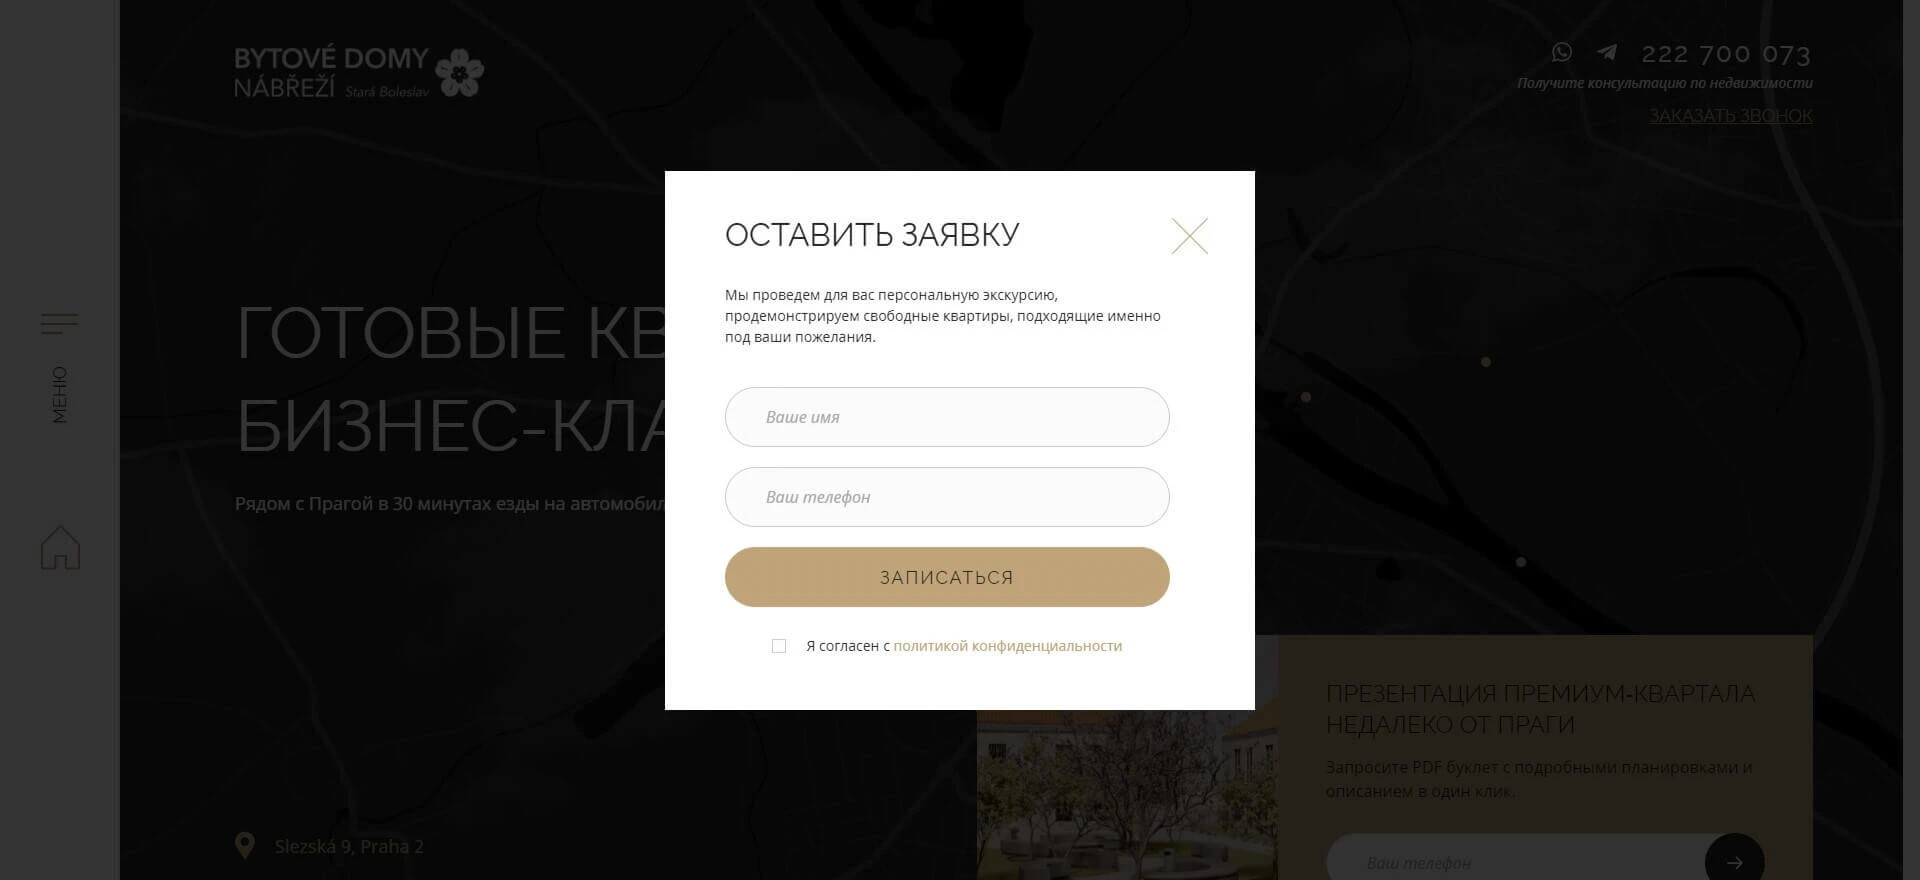 BYTOVÉ DOMY
NÁBŘEŽÍ Stará Boleslav
222 700 073
Получите консультацию по недвижимости
ЗАКАЗАТЬ ЗВОНОК
МЕНЮ
ГОТОВЫЕ КВ
БИЗНЕС-КЛА
Рядом с Прагой в 30 минутах езды на автомобил
ОСТАВИТЬ ЗАЯВКУ
Мы проведем для вас персональную экскурсию,
продемонстрируем свободные квартиры, подходящие именно
под ваши пожелания.
Ваше имя
Ваш телефон
ЗАПИСАТЬСЯ
Я согласен с политикой конфиденциальности
ПРЕЗЕНТАЦИЯ ПРЕМИУМ-КВАРТАЛА
НЕДАЛЕКО ОТ ПРАГИ
Запросите PDF буклет с подробными планировками и
описанием в один клик.
Ваш телефон
Slezská 9, Praha 2